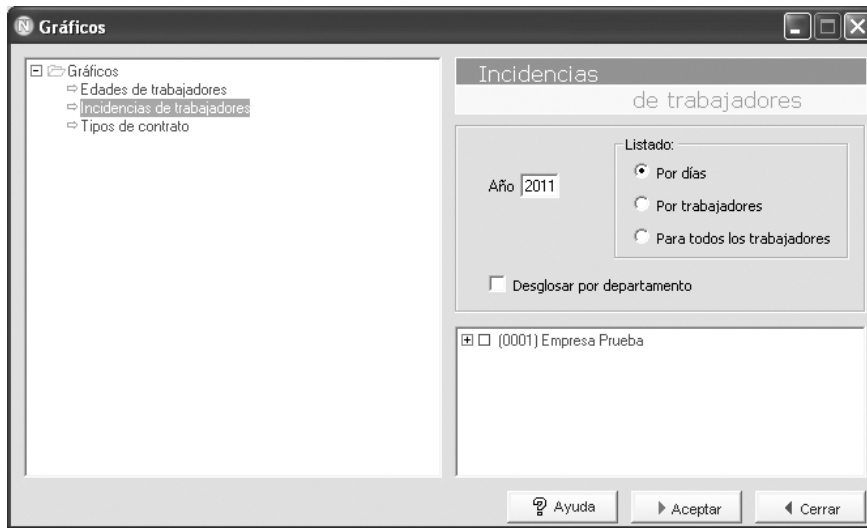 Gráficos
Gráficos
Edades de trabajadores
Incidencias de trabajadores
Tipos de contrato
Incidencias
de trabajadores
Año 2011
Listado:
Por días
Por trabajadores
Para todos los trabajadores
Desglosar por departamento
(0001) Empresa Prueba
Ayuda
Aceptar
Cerrar